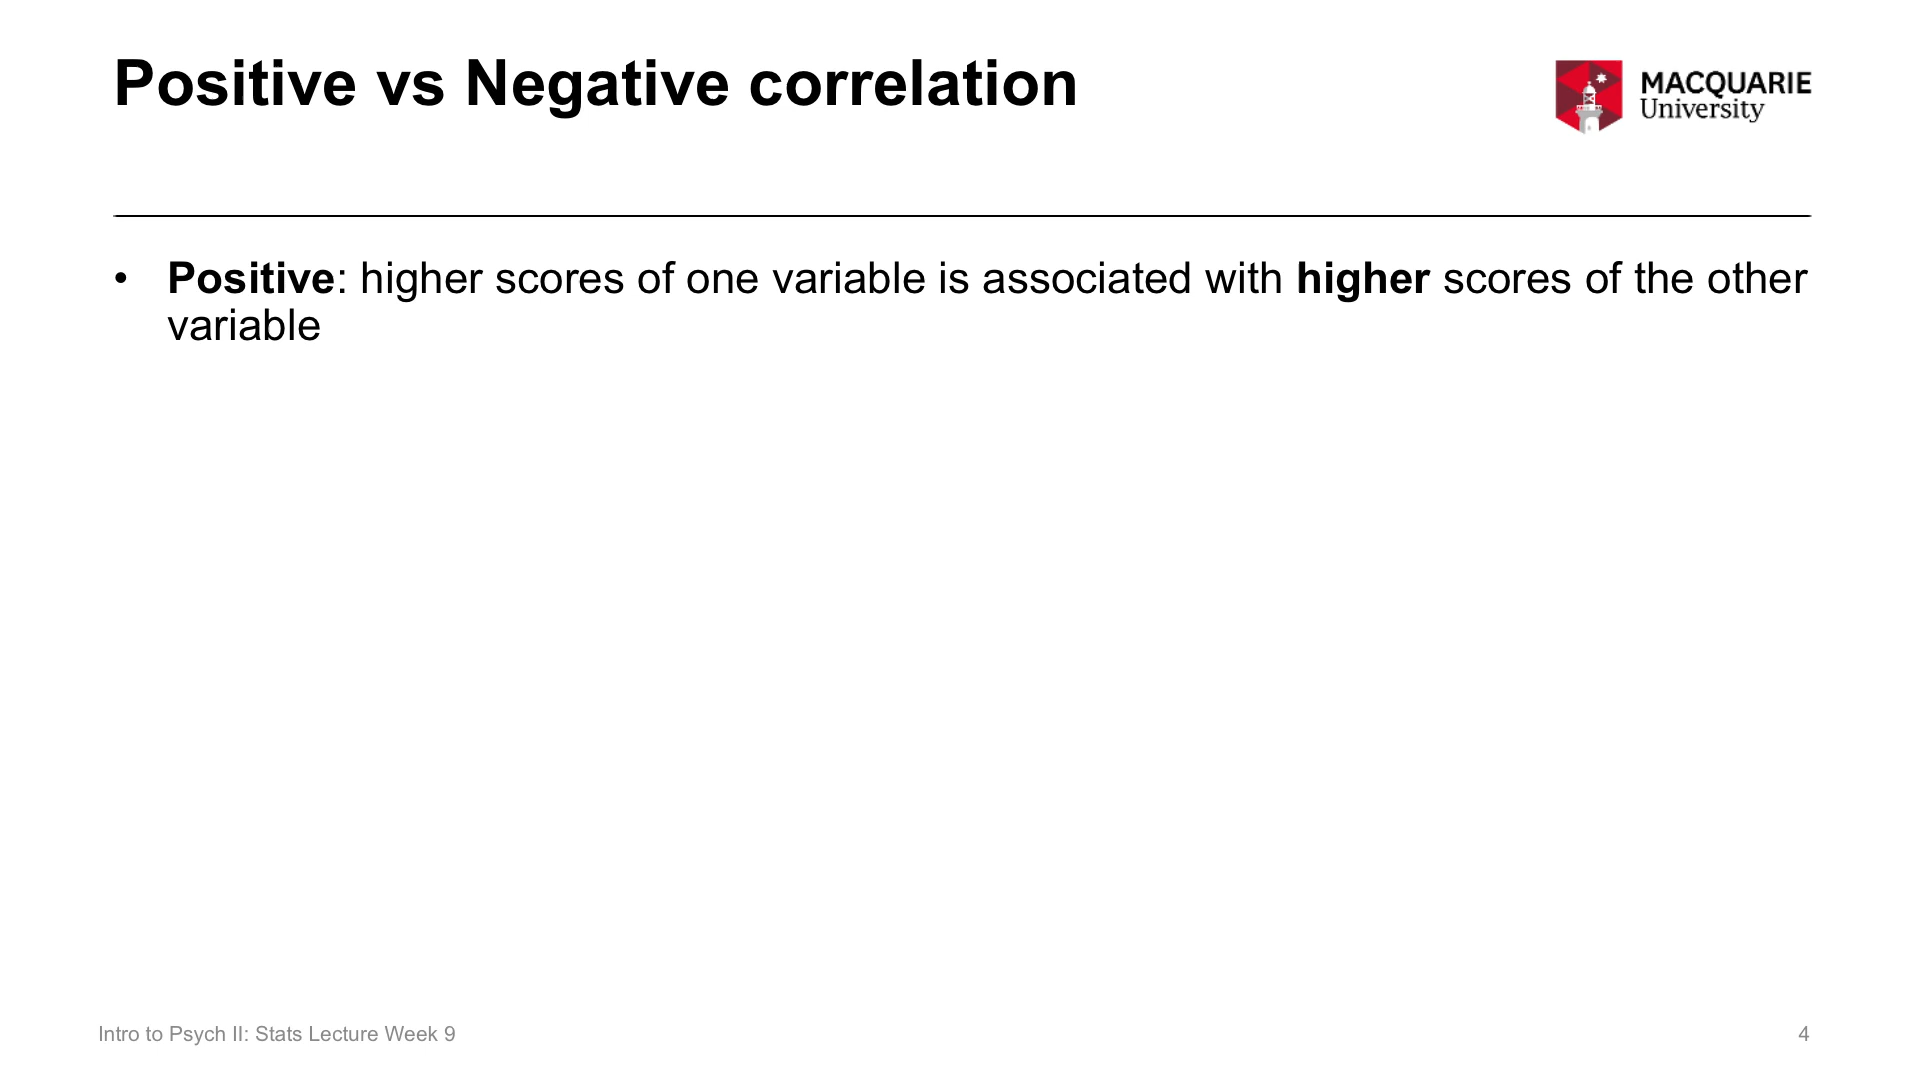 Positive vs Negative correlation
MACQUARIE
University
• Positive: higher scores of one variable is associated with higher scores of the other
variable
Intro to Psych II: Stats Lecture Week 9
4